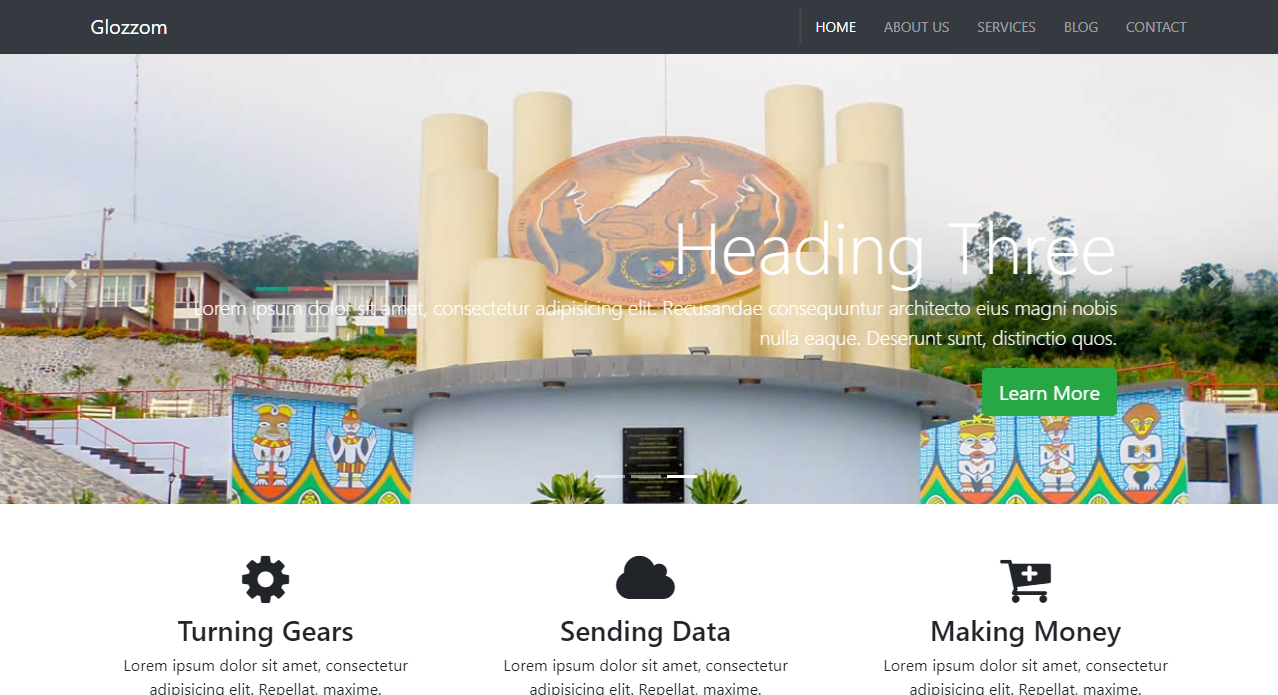 Glozzom
HOME
ABOUT US
SERVICES
BLOG
CONTACT
Heading Three
Lorem ipsum dolor sit amet, consectetur adipisicing elit. Recusandae consequuntur architecto eius magni nobis
nulla eaque. Deserunt sunt, distinctio quos.
Learn More
Turning Gears
Lorem ipsum dolor sit amet, consectetur
adipisicing elit. Repellat, maxime.
Sending Data
Lorem ipsum dolor sit amet, consectetur
adipisicing elit. Repellat, maxime.
Making Money
Lorem ipsum dolor sit amet, consectetur
adipisicing elit. Repellat, maxime.